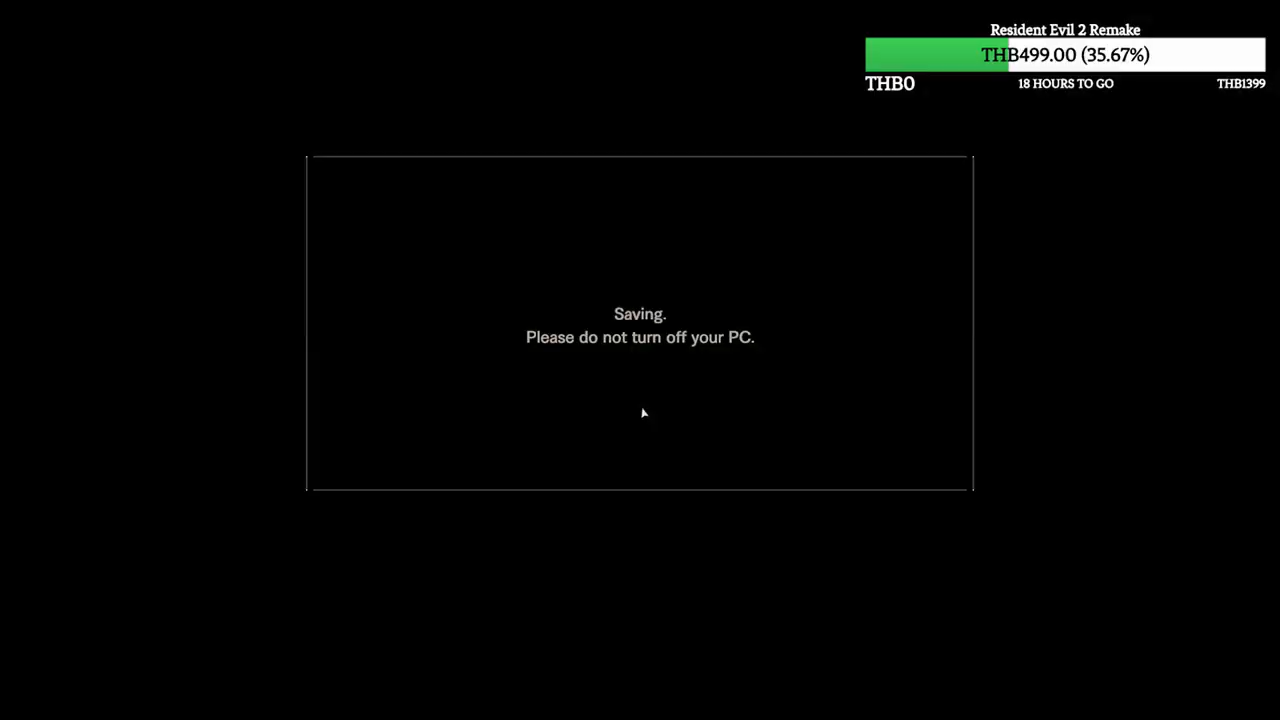 Resident Evil 2 Remake
THB499.00 (35.67%)
THB0 18 HOURS TO GO THB1399
Saving.
Please do not turn off your PC.